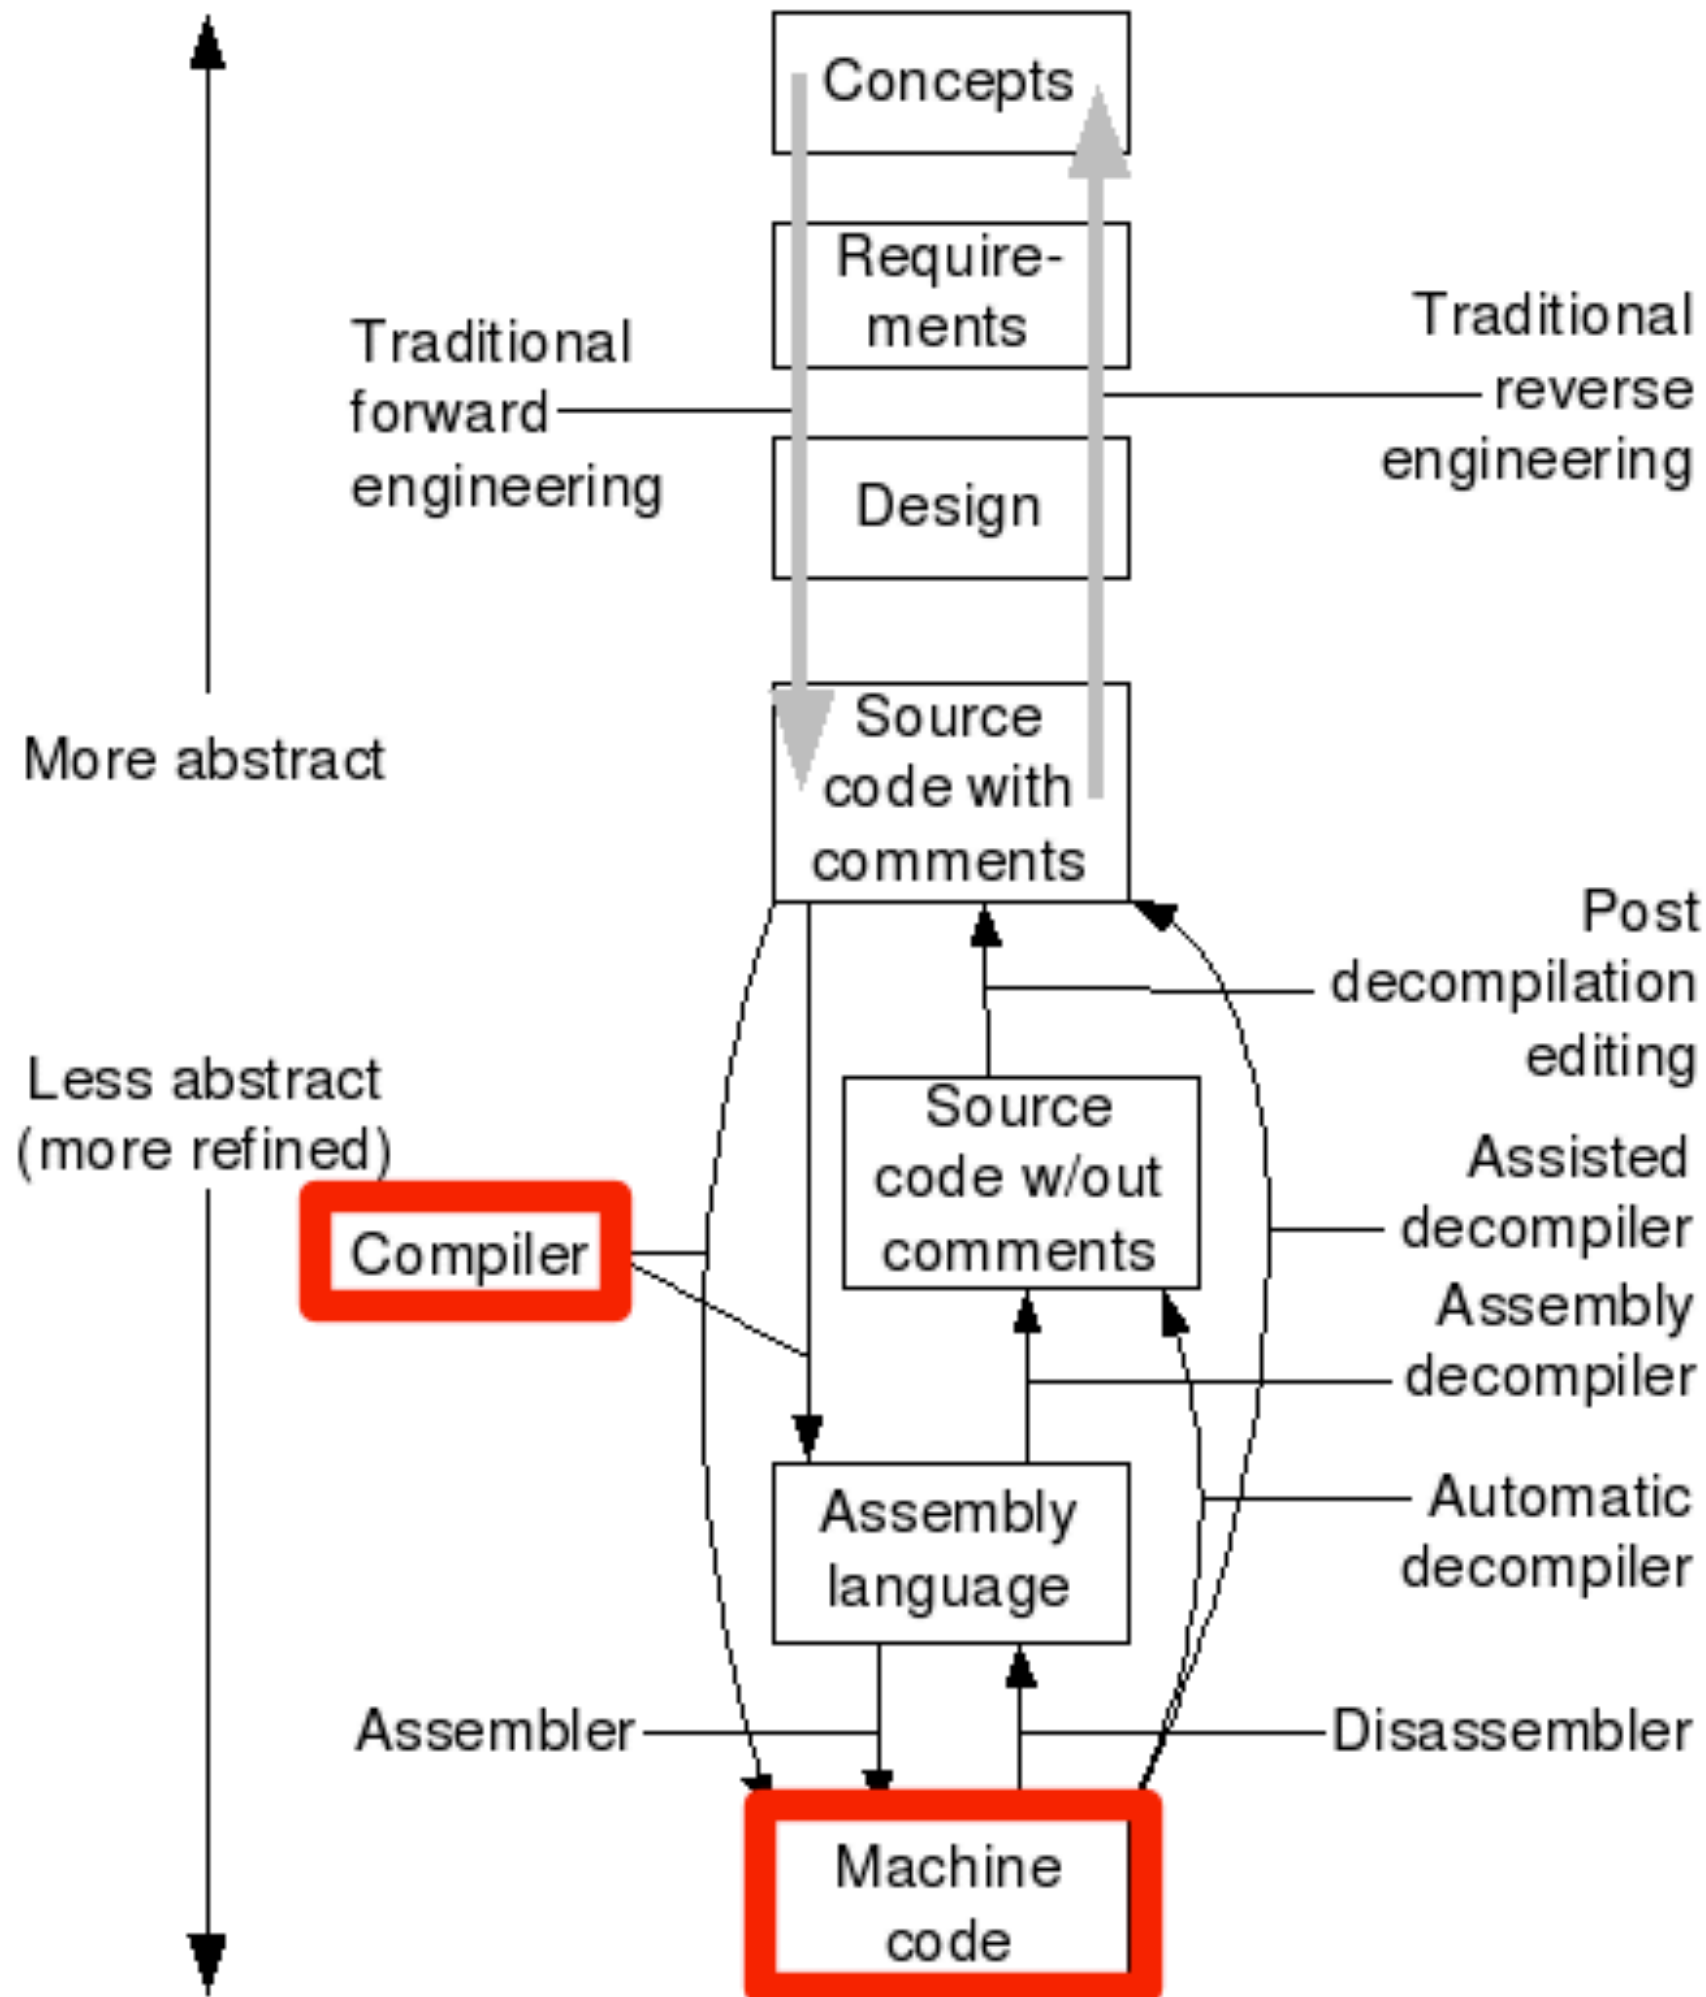 Concepts
Require-
ments
Traditional
forward
engineering
Traditional
reverse
engineering
Design
More abstract
Source
code with
comments
Post
decompilation
editing
Less abstract
(more refined)
Source
code w/out
comments
Compiler
Assisted
decompiler
Assembly
decompiler
Assembly
language
Automatic
decompiler
Assembler
Disassembler
Machine
code